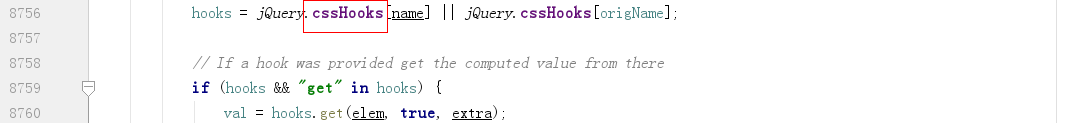 8756 hooks = jQuery.cssHooks[name] || jQuery.cssHooks[origName];
8757
8758 // If a hook was provided get the computed value from there
8759 if (hooks && "get" in hooks) {
8760 val = hooks.get(elem, true, extra);